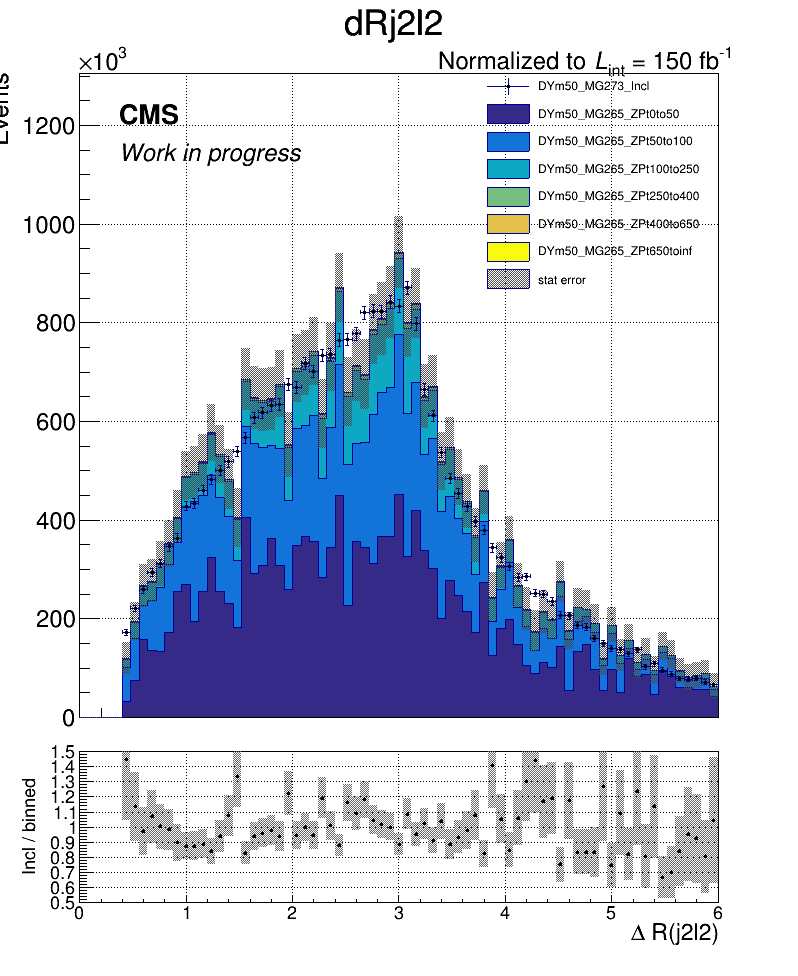 dRj2l2
×10³
Normalized to L_int = 150 fb⁻¹
Events
CMS
Work in progress
DYm50_MG273_Incl
DYm50_MG265_ZPt0to50
DYm50_MG265_ZPt50to100
DYm50_MG265_ZPt100to250
DYm50_MG265_ZPt250to400
DYm50_MG265_ZPt400to650
DYm50_MG265_ZPt650toinf
stat error
1200
1000
800
600
400
200
0
Incl / binned
1.5
1.4
1.3
1.2
1.1
1
0.9
0.8
0.7
0.6
0.5
0 1 2 3 4 5 6
Δ R(j2l2)